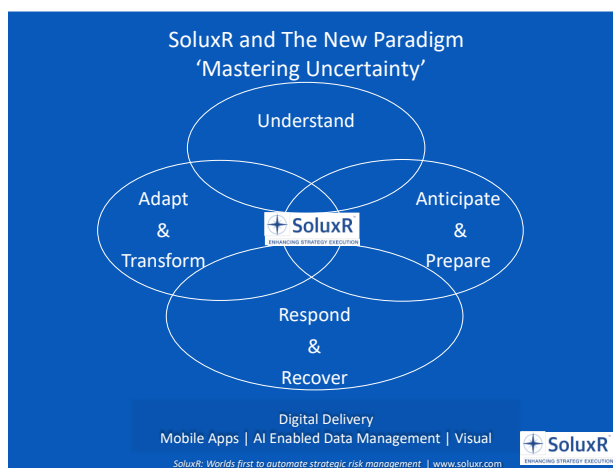 SoluxR and The New Paradigm
‘Mastering Uncertainty’
Understand
Adapt
&
Transform
Anticipate
&
Prepare
SoluxR
ENHANCING STRATEGY EXECUTION
Respond
&
Recover
Digital Delivery
Mobile Apps | AI Enabled Data Management | Visual
SoluxR: Worlds first to automate strategic risk management | www.soluxr.com
SoluxR
ENHANCING STRATEGY EXECUTION